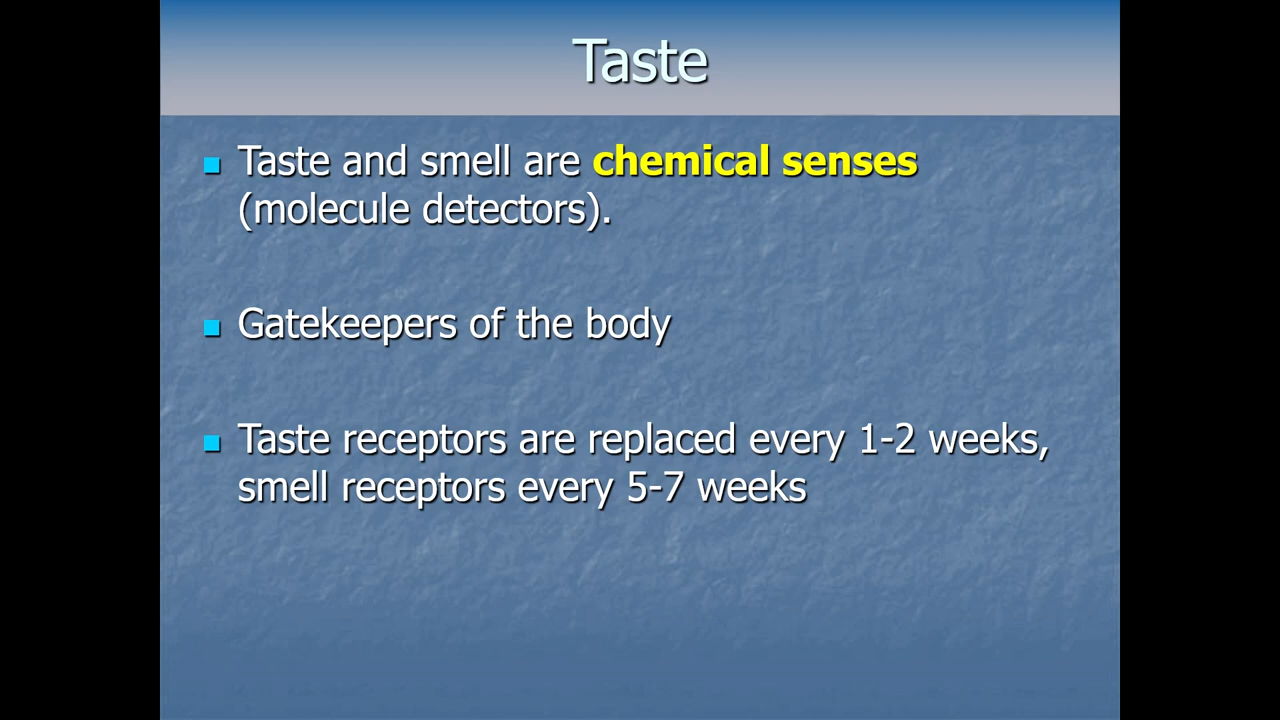 Taste
Taste and smell are chemical senses
(molecule detectors).
Gatekeepers of the body
Taste receptors are replaced every 1-2 weeks,
smell receptors every 5-7 weeks